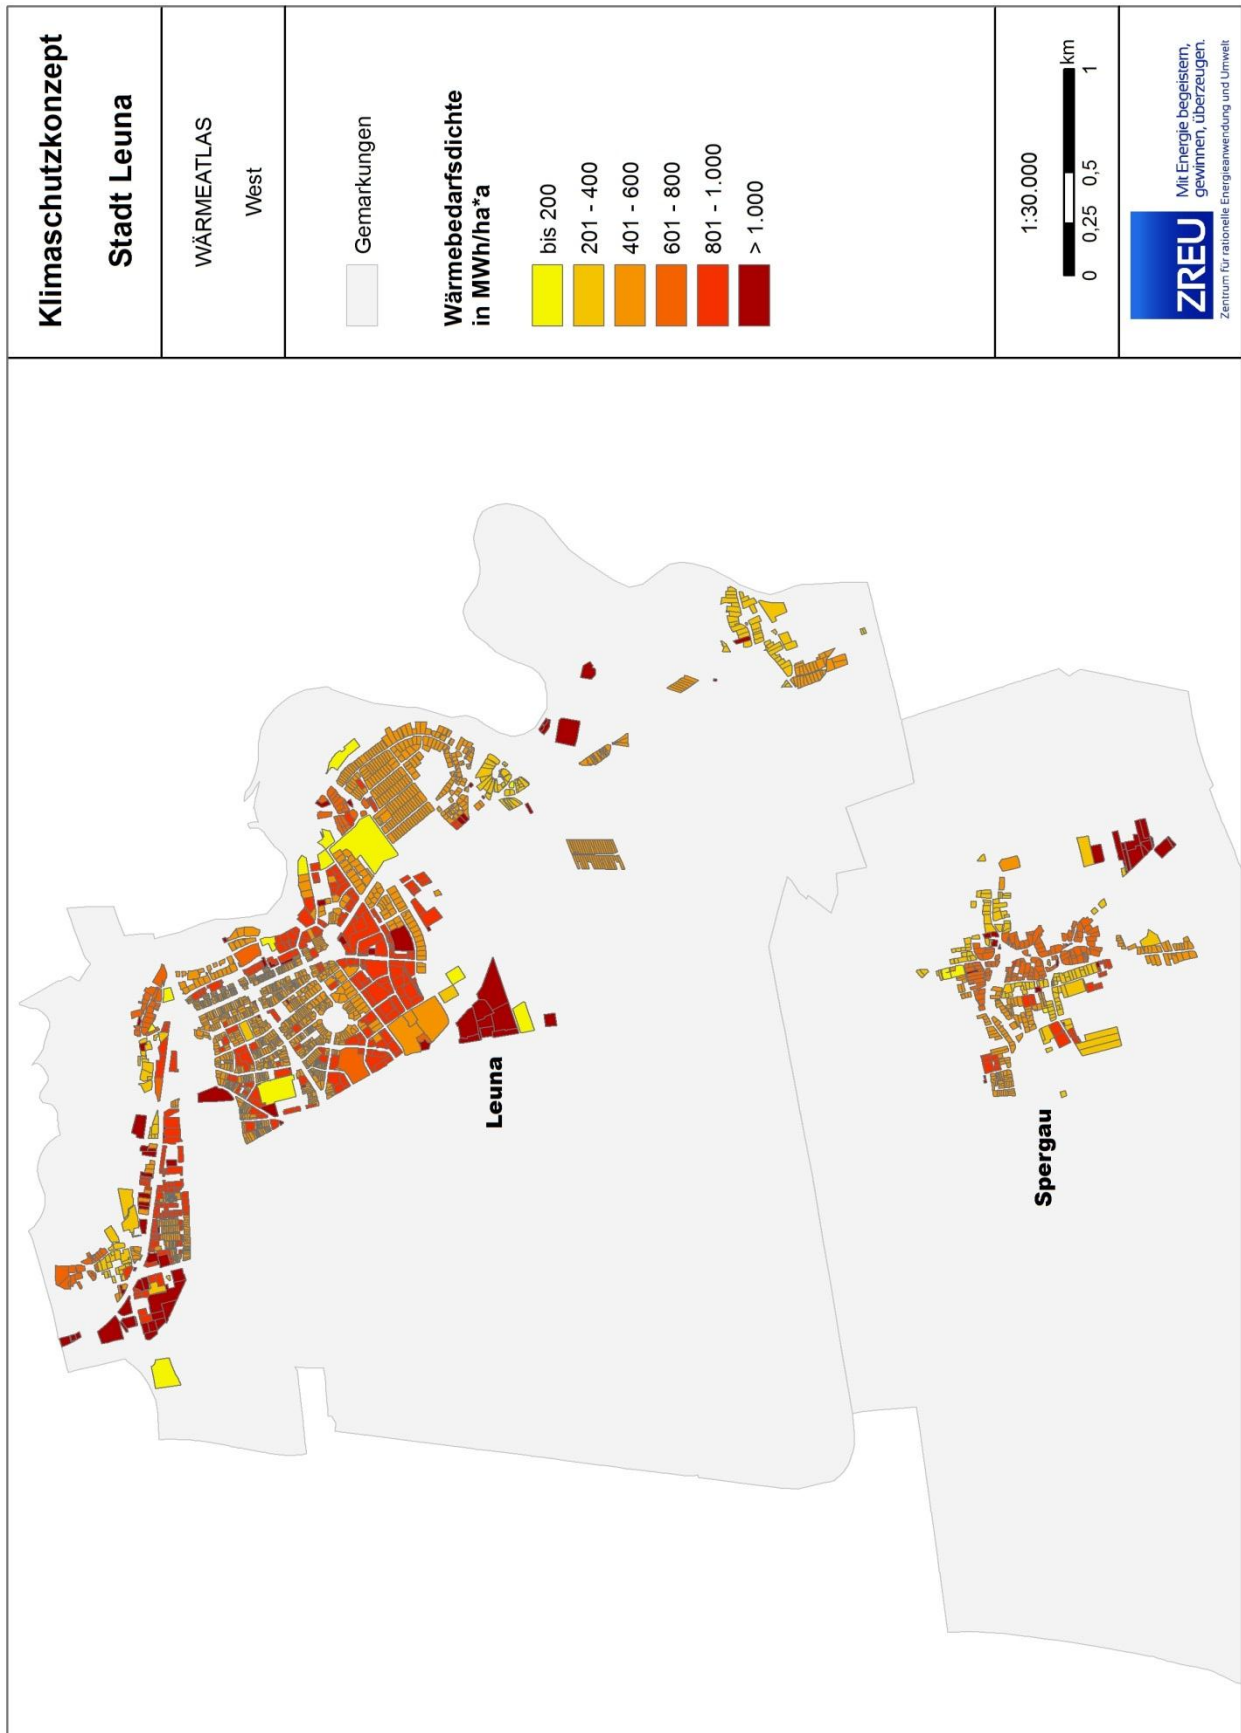 Klimaschutzkonzept
Stadt Leuna
WÄRMEATLAS
West
Gemarkungen
Wärmebedarfsdichte
in MWh/ha*a
bis 200
201 - 400
401 - 600
601 - 800
801 - 1.000
> 1.000
1:30.000
km
0 0,25 0,5 1
ZREU
Mit Energie begeistern,
gewinnen, überzeugen.
Zentrum für rationelle Energieanwendung und Umwelt
Leuna
Spergau